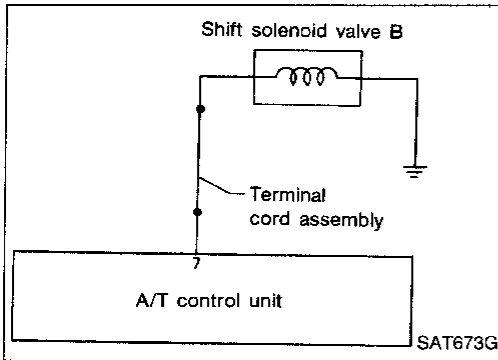 Shift solenoid valve B
Terminal
cord assembly
7
A/T control unit
SAT673G